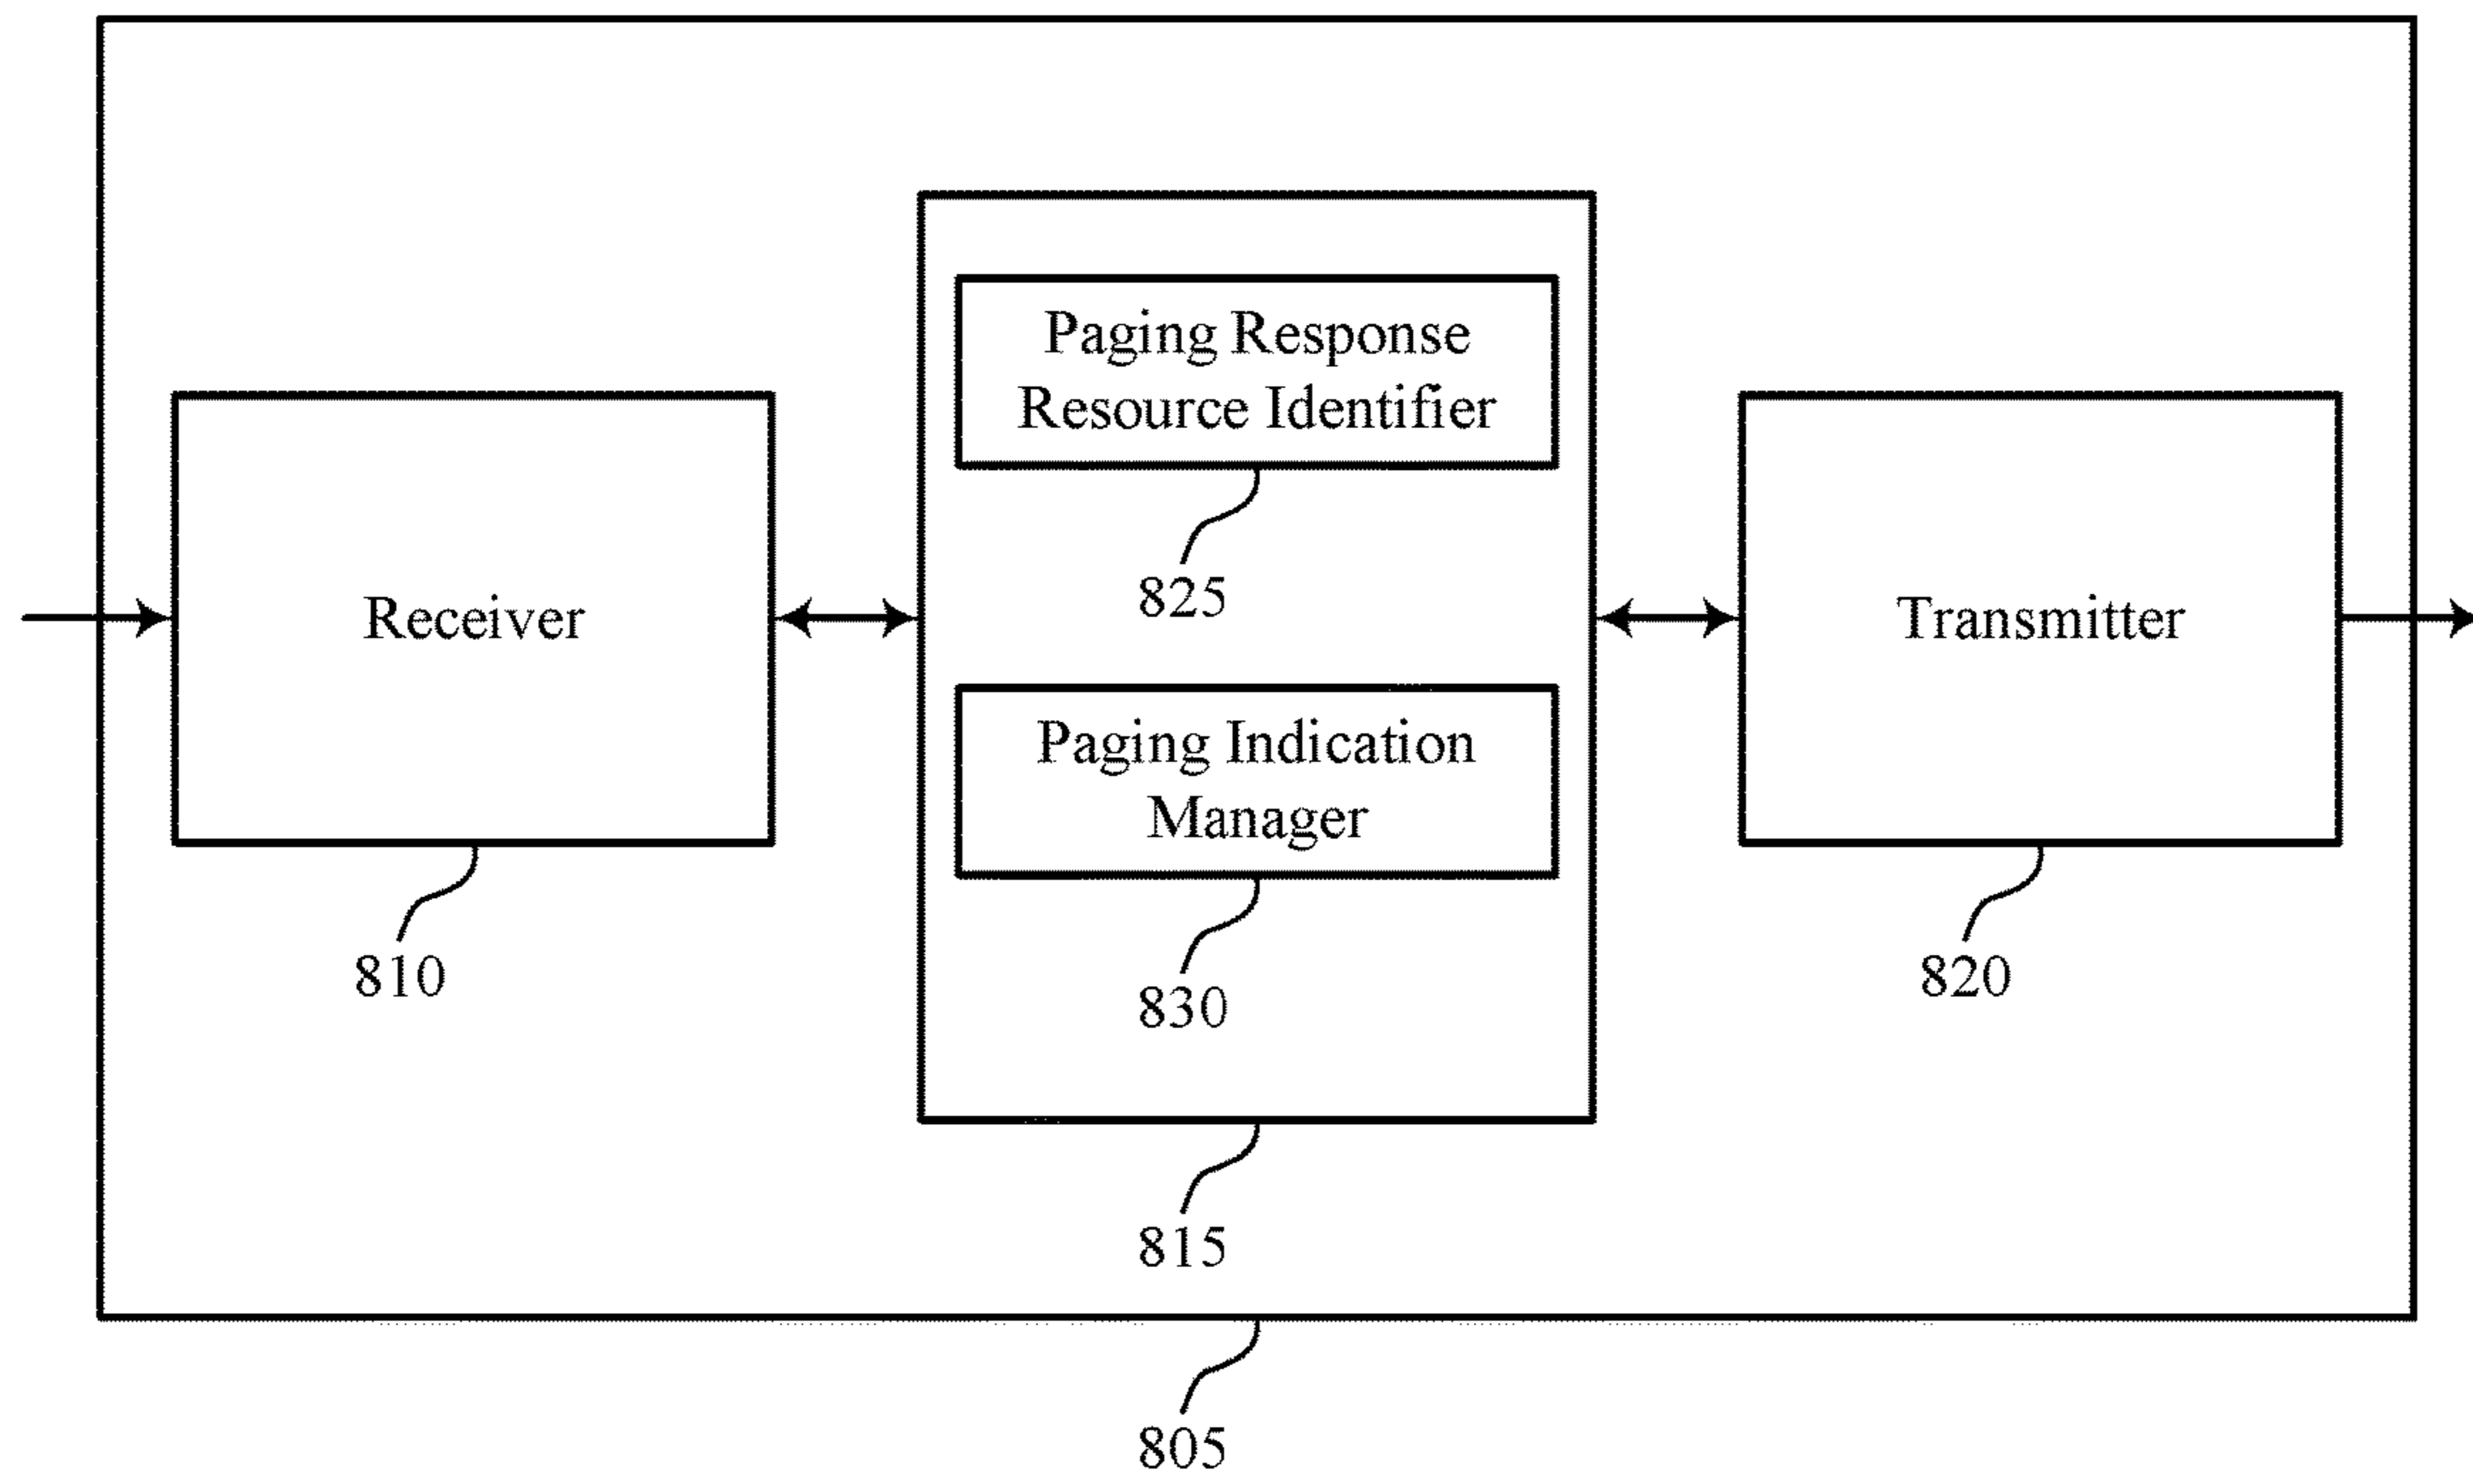 Paging Response
Resource Identifier
825
Receiver
810
Paging Indication
Manager
830
Transmitter
820
815
805